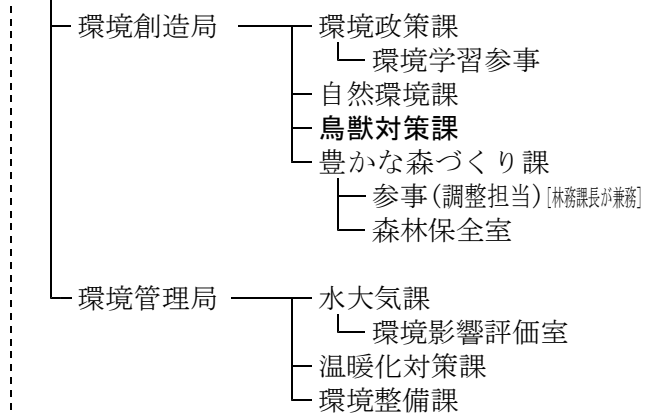 環境創造局 環境政策課
環境学習参事
自然環境課
鳥獣対策課
豊かな森づくり課
参事(調整担当)[林務課長が兼務]
森林保全室
環境管理局 水大気課
環境影響評価室
温暖化対策課
環境整備課